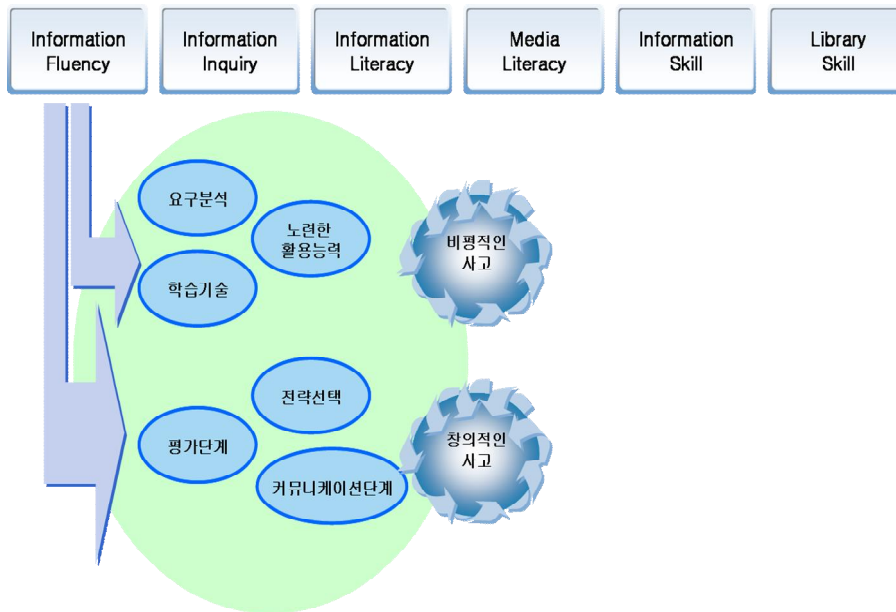 Information
Fluency
Information
Inquiry
Information
Literacy
Media
Literacy
Information
Skill
Library
Skill
요구분석
노련한
활용능력
학습기술
비평적인
사고
전략선택
평가단계
커뮤니케이션단계
창의적인
사고